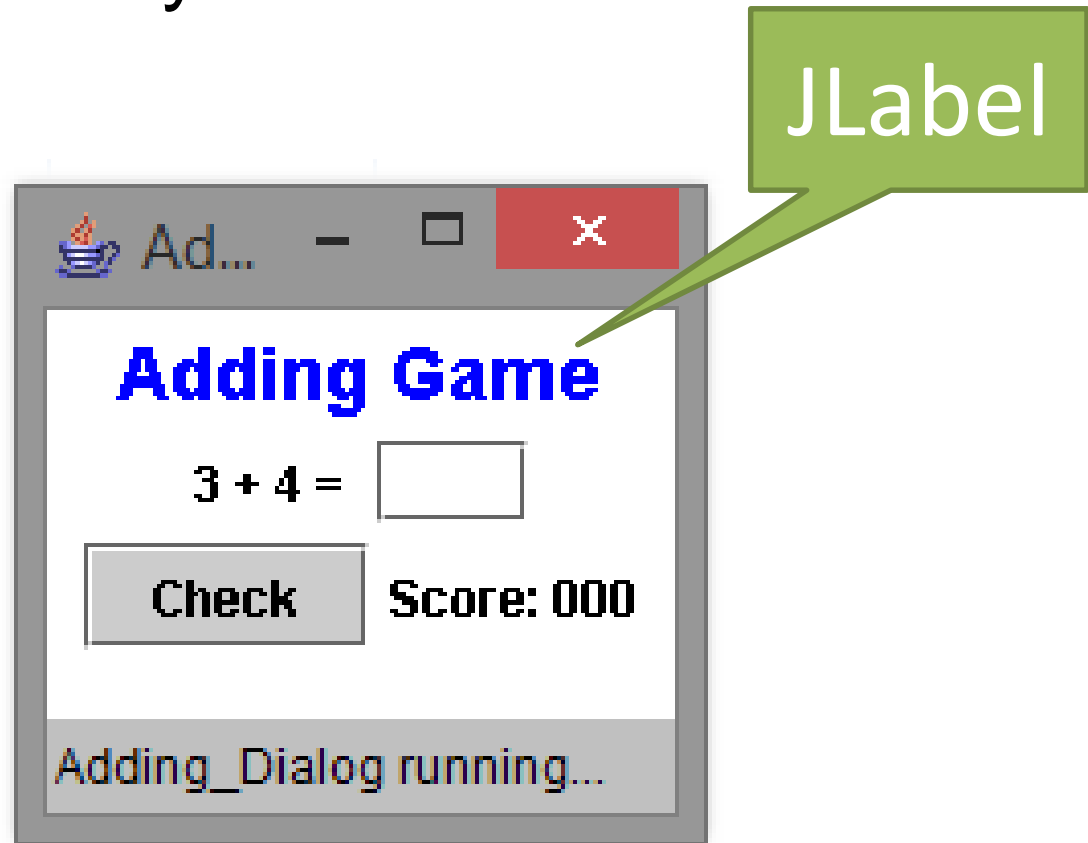 JLabel
Ad...
Adding Game
3 + 4 =
Check Score: 000
Adding_Dialog running...